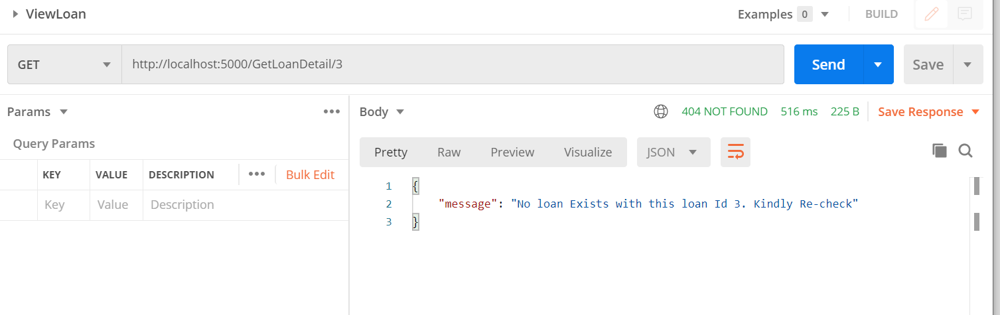 ViewLoan
Examples 0
BUILD
GET
http://localhost:5000/GetLoanDetail/3
Send
Save
Params
Body
404 NOT FOUND 516 ms 225 B
Save Response
Query Params
Pretty Raw Preview Visualize
JSON
KEY VALUE DESCRIPTION
Bulk Edit
Key Value Description
1 {
2 "message": "No loan Exists with this loan Id 3. Kindly Re-check"
3 }